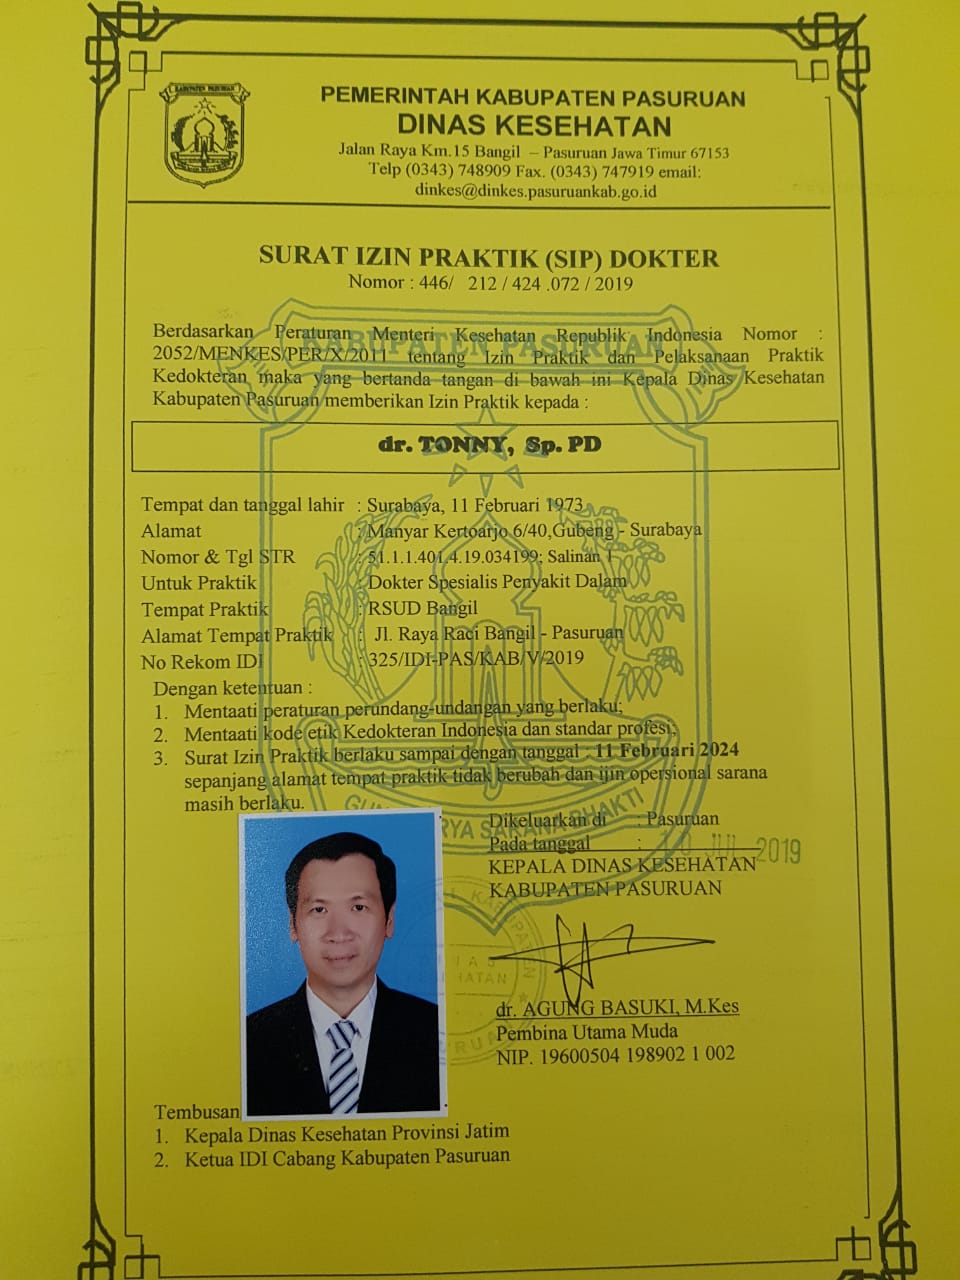 KABUPATEN PASURUAN
PEMERINTAH KABUPATEN PASURUAN
DINAS KESEHATAN
Jalan Raya Km.15 Bangil – Pasuruan Jawa Timur 67153
Telp (0343) 748909 Fax. (0343) 747919 email:
dinkes@dinkes.pasuruankab.go.id
SURAT IZIN PRAKTIK (SIP) DOKTER
Nomor : 446/ 212 / 424 .072 / 2019
Berdasarkan Peraturan Menteri Kesehatan Republik Indonesia Nomor :
KABUPATEN PASURUAN
2052/MENKES/PER/X/2011 tentang Izin Praktik dan Pelaksanaan Praktik
Kedokteran maka yang bertanda tangan di bawah ini Kepala Dinas Kesehatan
Kabupaten Pasuruan memberikan Izin Praktik kepada :
dr. TONNY, Sp. PD
Tempat dan tanggal lahir : Surabaya, 11 Februari 1973
Alamat : Manyar Kertoarjo 6/40,Gubeng - Surabaya
Nomor & Tgl STR : 51.1.1.401.4.19.034199; Salinan 1
Untuk Praktik : Dokter Spesialis Penyakit Dalam
Tempat Praktik : RSUD Bangil
Alamat Tempat Praktik : Jl. Raya Raci Bangil - Pasuruan
No Rekom IDI : 325/IDI-PAS/KAB/V/2019
Dengan ketentuan :
1. Mentaati peraturan perundang-undangan yang berlaku;
2. Mentaati kode etik Kedokteran Indonesia dan standar profesi;
3. Surat Izin Praktik berlaku sampai dengan tanggal : 11 Februari 2024
sepanjang alamat tempat praktik tidak berubah dan ijin opersional sarana
masih berlaku.
SARANA BHAKTI
Dikeluarkan di : Pasuruan
Pada tanggal : JUL 2019
KEPALA DINAS KESEHATAN
KABUPATEN PASURUAN
KABUPATEN
dr. AGUNG BASUKI, M.Kes
Pembina Utama Muda
NIP. 19600504 198902 1 002
Tembusan
1. Kepala Dinas Kesehatan Provinsi Jatim
2. Ketua IDI Cabang Kabupaten Pasuruan